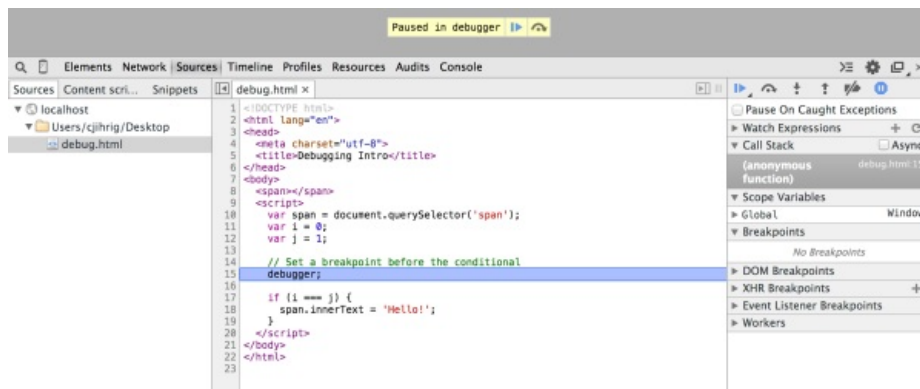 Paused in debugger
Elements Network Sources Timeline Profiles Resources Audits Console
Sources Content scri... Snippets
debug.html ×
localhost
Users/cjihrig/Desktop
debug.html
1 <!DOCTYPE html>
2 <html lang="en">
3 <head>
4 <meta charset="utf-8">
5 <title>Debugging Intro</title>
6 </head>
7 <body>
8 <span></span>
9 <script>
10 var span = document.querySelector('span');
11 var i = 0;
12 var j = 1;
13
14 // Set a breakpoint before the conditional
15 debugger;
16
17 if (i === j) {
18 span.innerText = 'Hello!';
19 }
20 </script>
21 </body>
22 </html>
23
Pause On Caught Exceptions
Watch Expressions
Call Stack Async
(anonymous debug.html:15
function)
Scope Variables
Global Window
Breakpoints
No Breakpoints
DOM Breakpoints
XHR Breakpoints
Event Listener Breakpoints
Workers